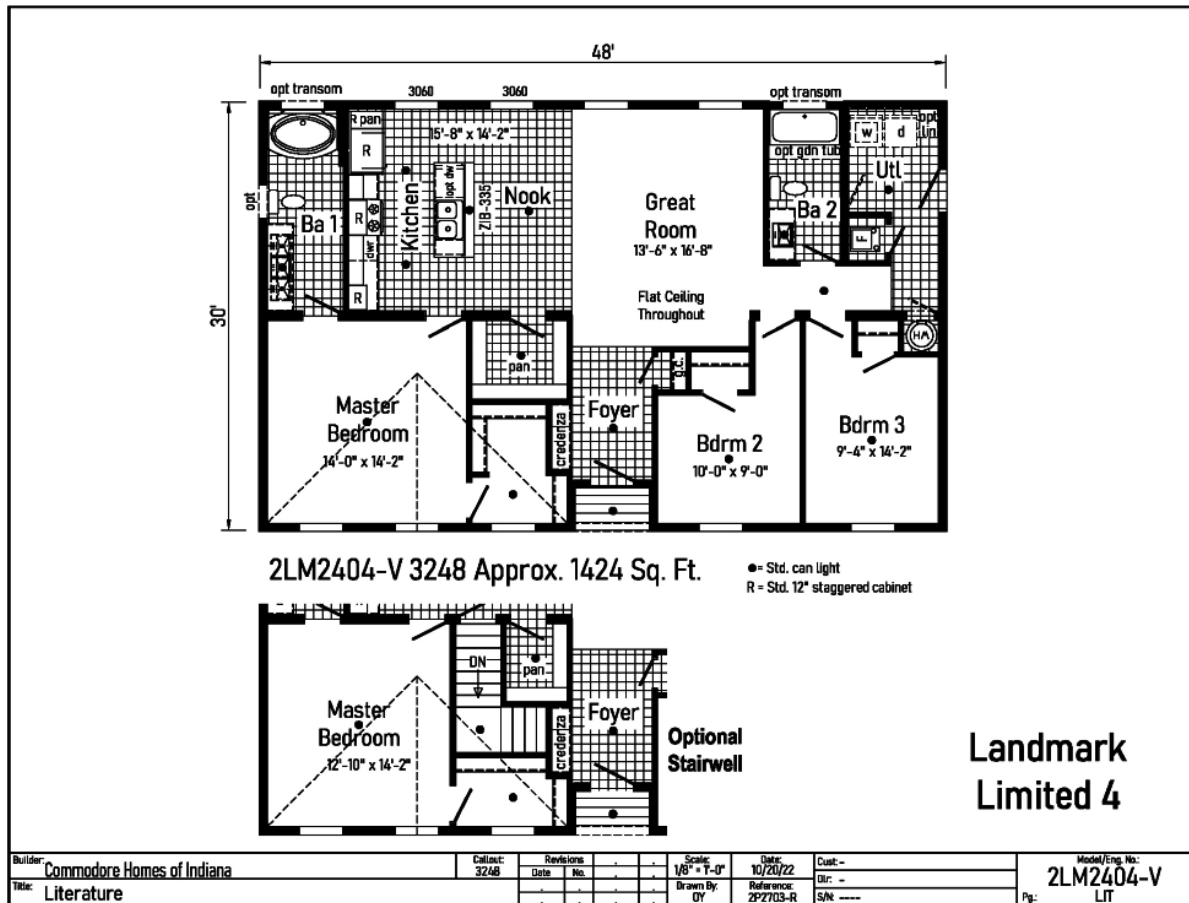 48'
opt transom
3060
3060
opt transom
30'
R pan
R
15'-8" x 14'-2"
opt dw
ZIB-335
Nook
Kitchen
R
dwr
R
opt
Ba 1
Great
Room
13'-6" x 16'-8"
Flat Ceiling
Throughout
opt gdn tub
Ba 2
w
d
opt
lin
Utl
F
pan
Master
Bedroom
14'-0" x 14'-2"
credenza
Foyer
g.c.
Bdrm 2
10'-0" x 9'-0"
Bdrm 3
9'-4" x 14'-2"
2LM2404-V 3248 Approx. 1424 Sq. Ft.
●= Std. can light
R = Std. 12" staggered cabinet
DN
pan
Master
Bedroom
12'-10" x 14'-2"
credenza
Foyer
Optional
Stairwell
Landmark
Limited 4
Builder: Commodore Homes of Indiana
Title: Literature
Callout:
3248
Revisions
Date No.
Scale:
1/8" = 1'-0"
Drawn By:
OY
Date:
10/20/22
Reference:
2P2703-R
Cust: -
Dlr: -
S/N: ----
Model/Eng. No.:
2LM2404-V
Pg.: LIT